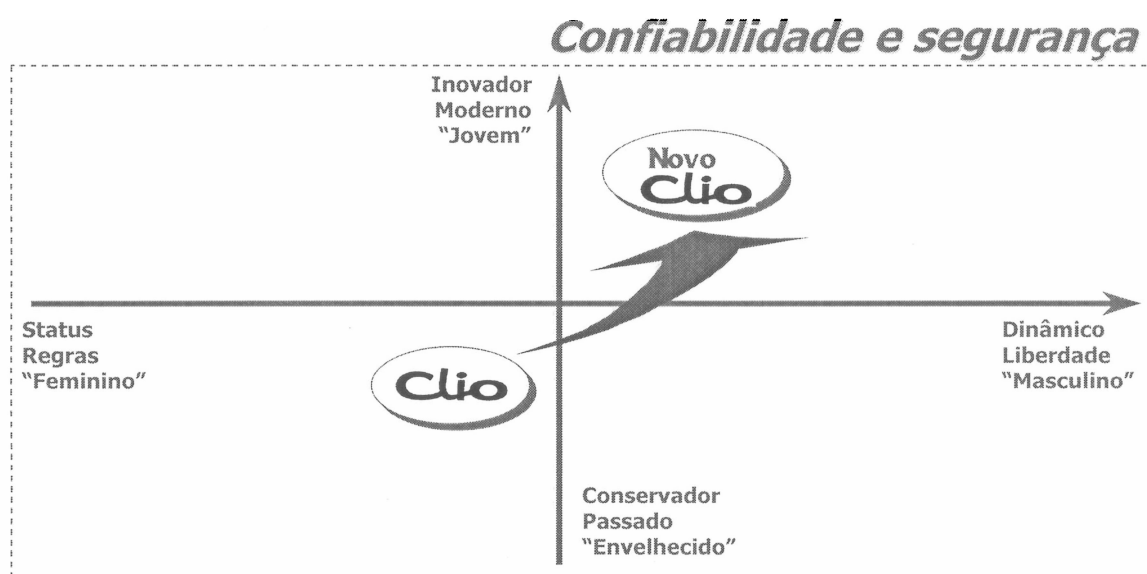 Confiabilidade e segurança
Inovador
Moderno
“Jovem”
Novo
Clio
Status
Regras
“Feminino”
Dinâmico
Liberdade
“Masculino”
Clio
Conservador
Passado
“Envelhecido”